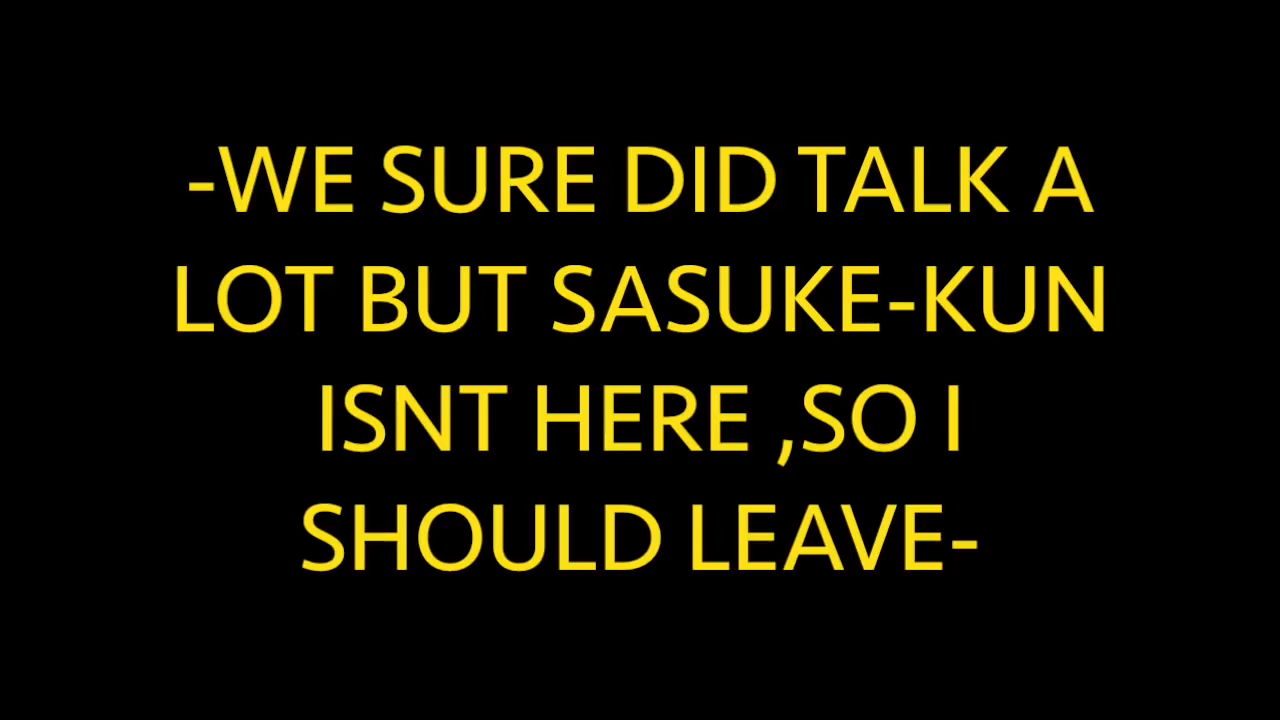 -WE SURE DID TALK A
LOT BUT SASUKE-KUN
ISNT HERE ,SO I
SHOULD LEAVE-